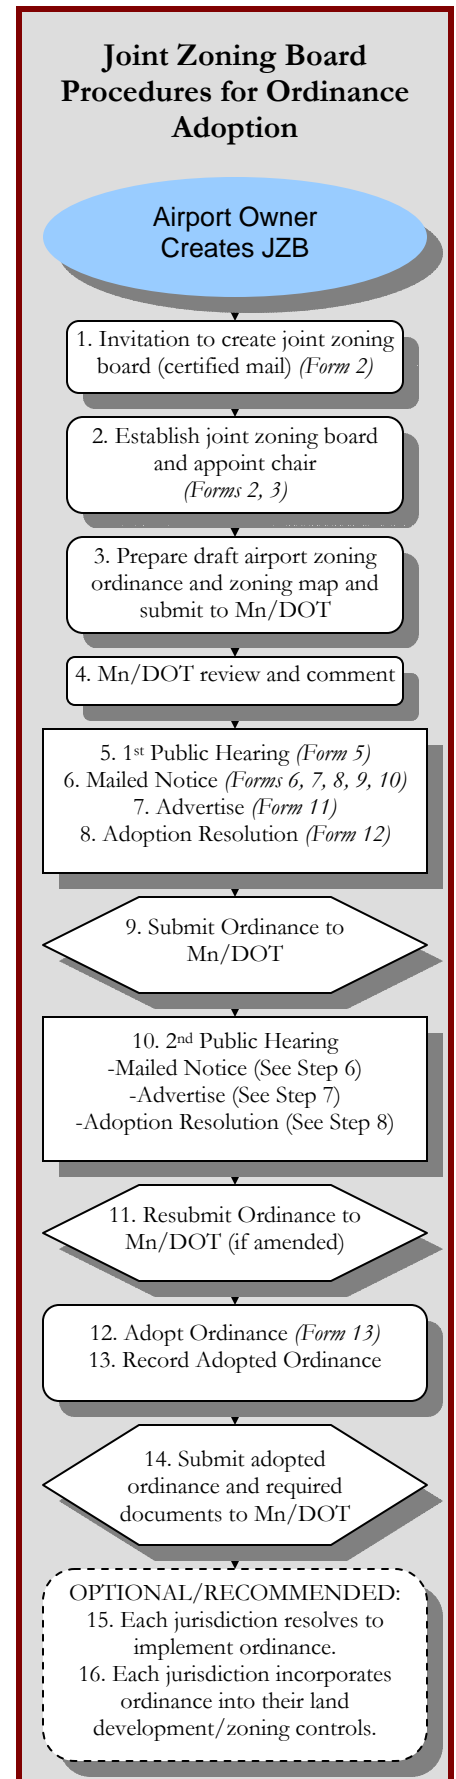 Joint Zoning Board
Procedures for Ordinance
Adoption
Airport Owner
Creates JZB
1. Invitation to create joint zoning
board (certified mail) (Form 2)
2. Establish joint zoning board
and appoint chair
(Forms 2, 3)
3. Prepare draft airport zoning
ordinance and zoning map and
submit to Mn/DOT
4. Mn/DOT review and comment
5. 1st Public Hearing (Form 5)
6. Mailed Notice (Forms 6, 7, 8, 9, 10)
7. Advertise (Form 11)
8. Adoption Resolution (Form 12)
9. Submit Ordinance to
Mn/DOT
10. 2nd Public Hearing
-Mailed Notice (See Step 6)
-Advertise (See Step 7)
-Adoption Resolution (See Step 8)
11. Resubmit Ordinance to
Mn/DOT (if amended)
12. Adopt Ordinance (Form 13)
13. Record Adopted Ordinance
14. Submit adopted
ordinance and required
documents to Mn/DOT
OPTIONAL/RECOMMENDED:
15. Each jurisdiction resolves to
implement ordinance.
16. Each jurisdiction incorporates
ordinance into their land
development/zoning controls.